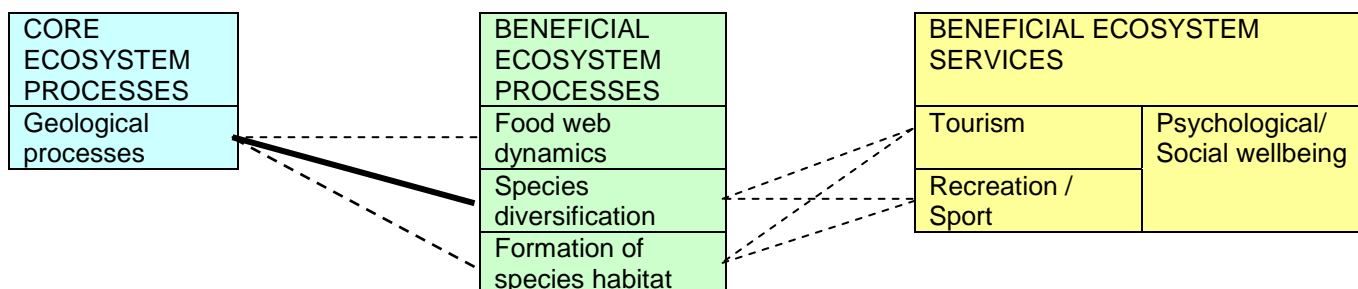 CORE
ECOSYSTEM
PROCESSES
Geological
processes
BENEFICIAL
ECOSYSTEM
PROCESSES
Food web
dynamics
Species
diversification
Formation of
species habitat
BENEFICIAL ECOSYSTEM
SERVICES
Tourism
Psychological/
Social wellbeing
Recreation /
Sport